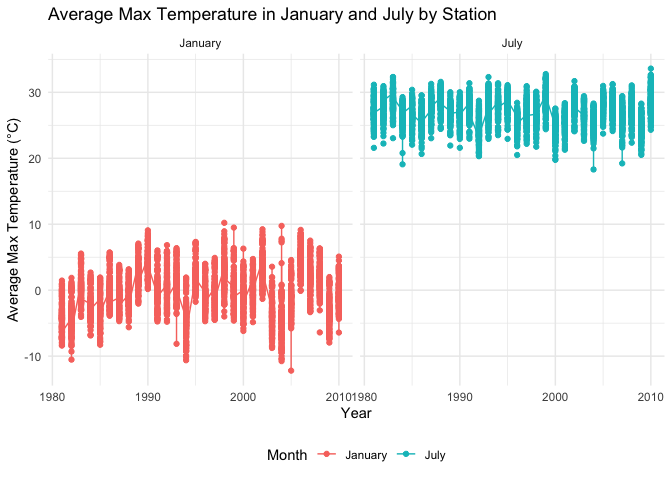 Average Max Temperature in January and July by Station
January
July
Average Max Temperature (°C)
30
20
10
0
-10
1980
1990
2000
2010
1980
1990
2000
2010
Year
Month
January
July